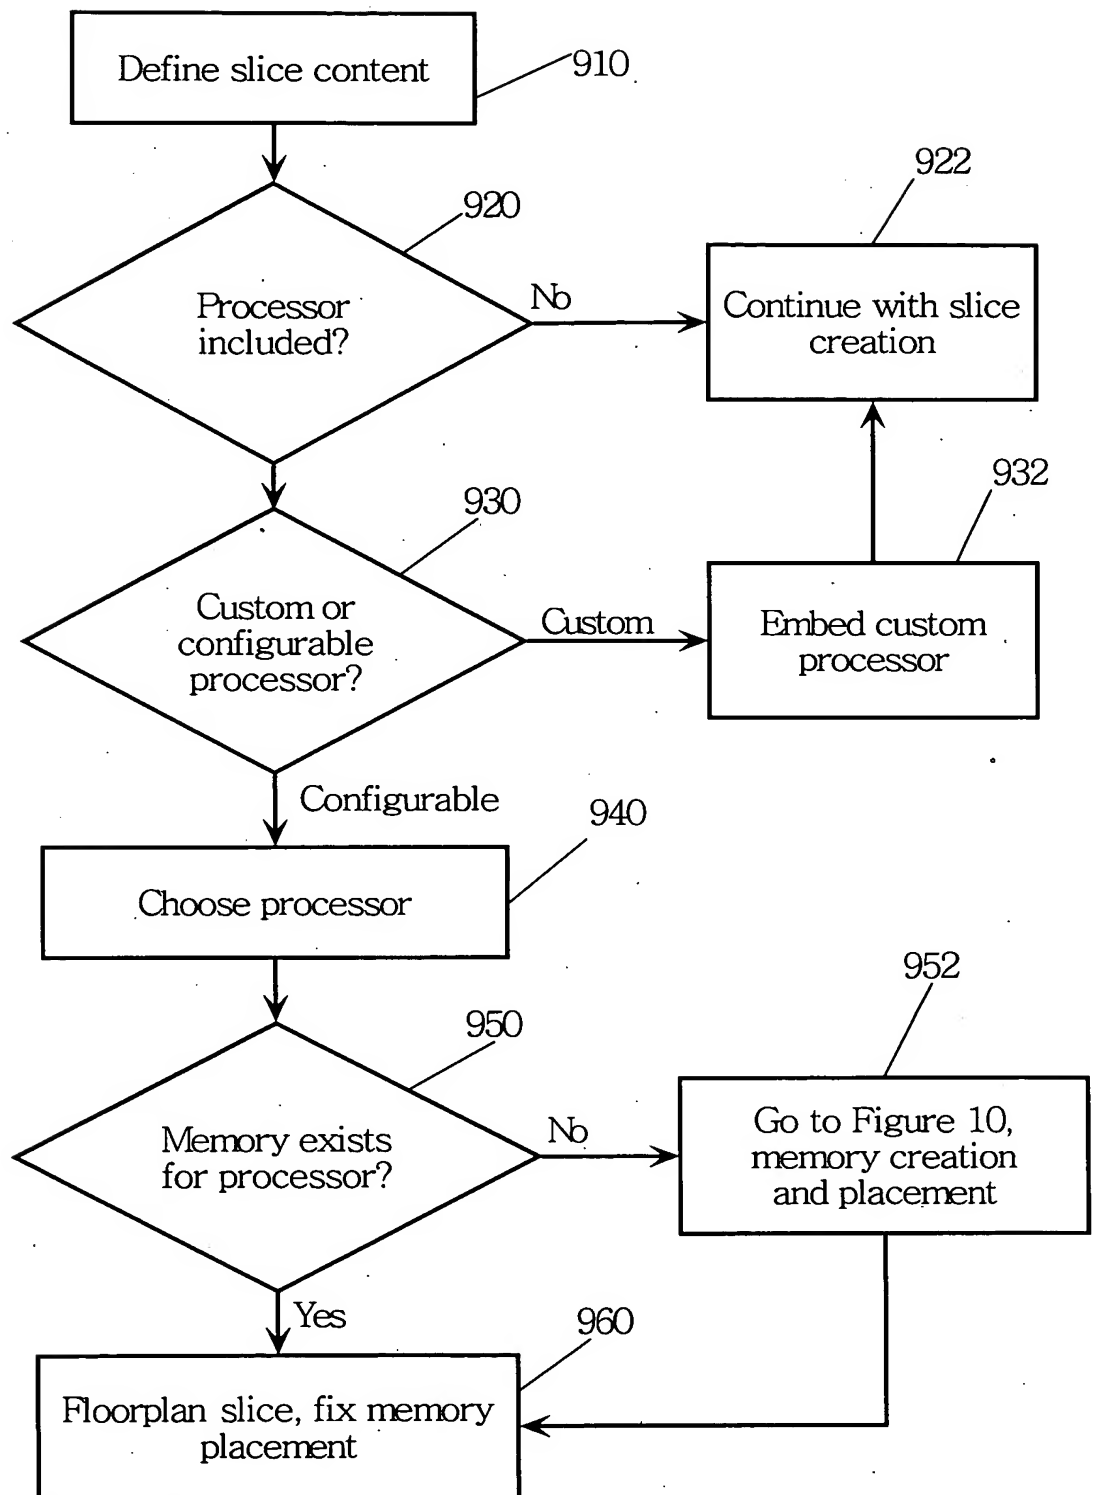 Define slice content
910
920
922
Processor
included?
No
Continue with slice
creation
930
932
Custom or
configurable
processor?
Custom
Embed custom
processor
Configurable
940
Choose processor
950
952
Memory exists
for processor?
No
Go to Figure 10,
memory creation
and placement
Yes
960
Floorplan slice, fix memory
placement